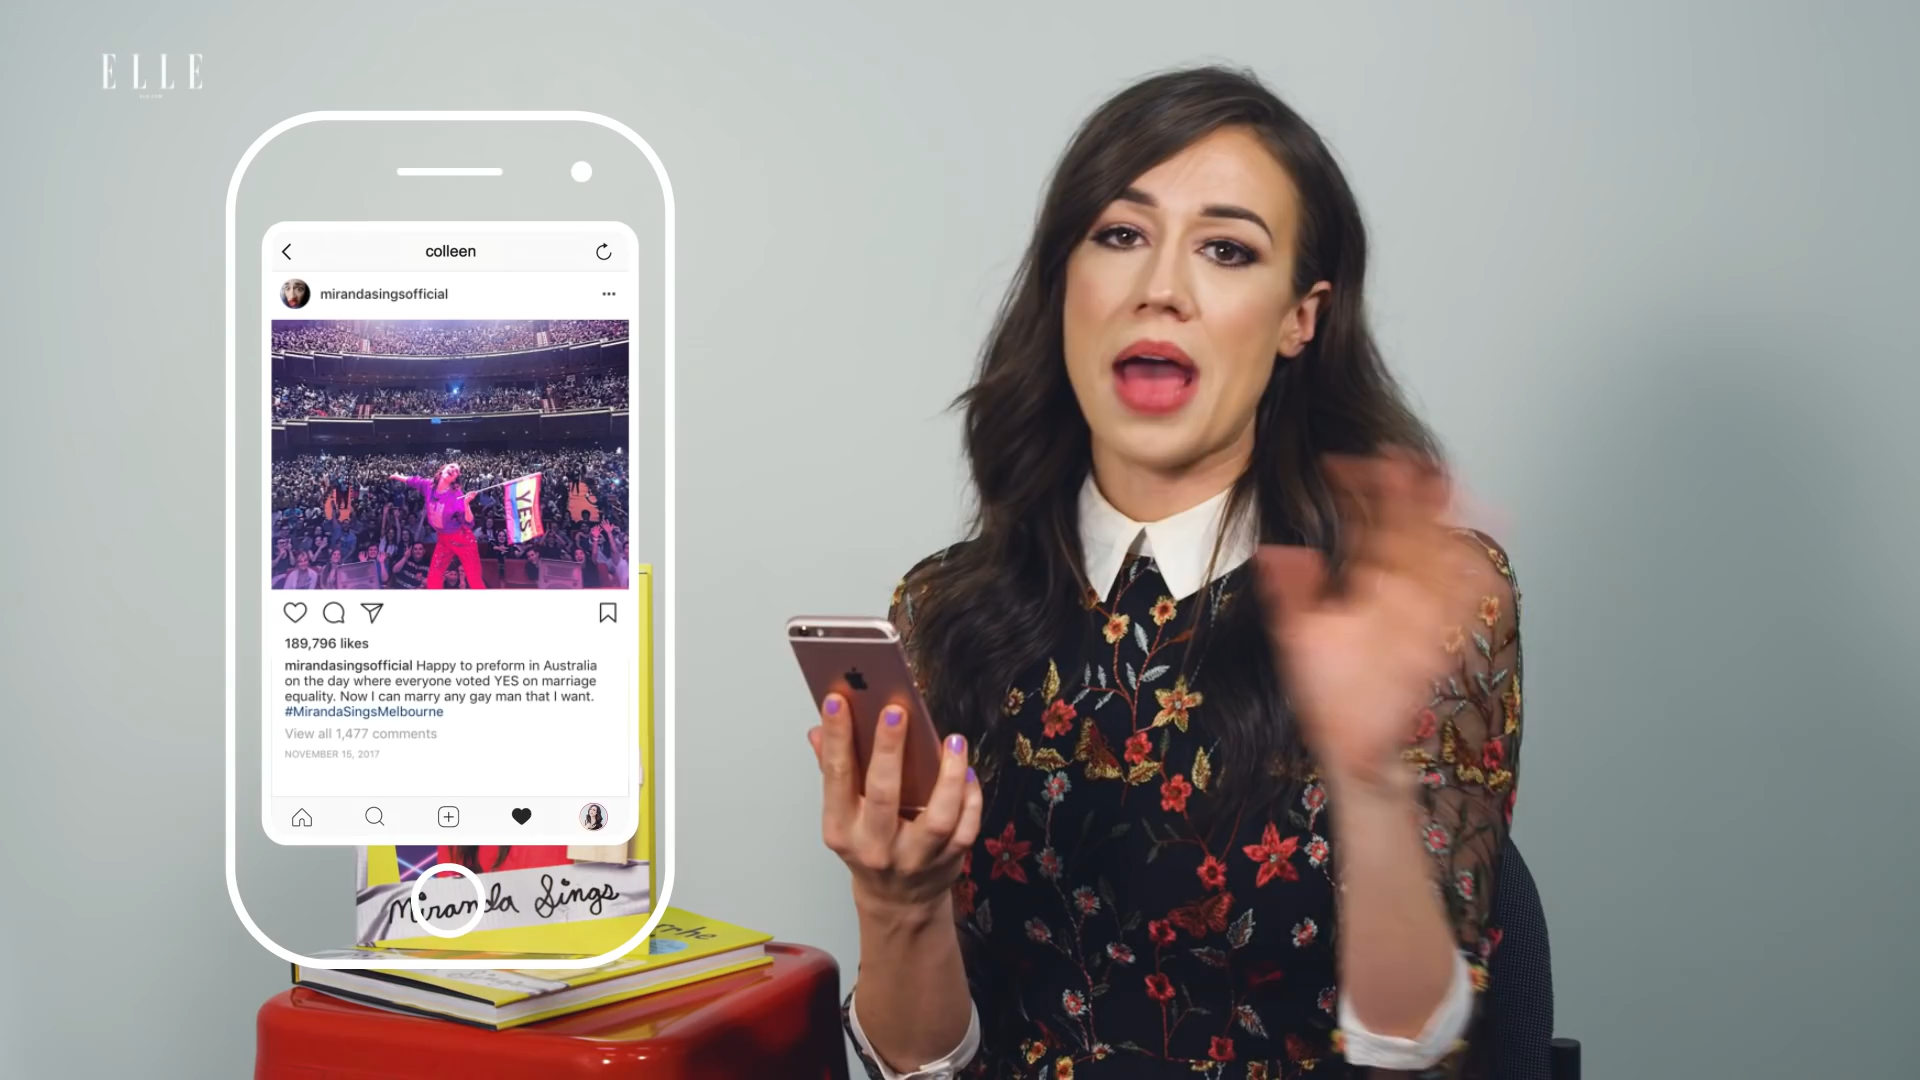 ELLE
colleen
mirandasingsofficial
YES
189,796 likes
mirandasingsofficial Happy to preform in Australia
on the day where everyone voted YES on marriage
equality. Now I can marry any gay man that I want.
#MirandaSingsMelbourne
View all 1,477 comments
NOVEMBER 15, 2017
Miranda Sings